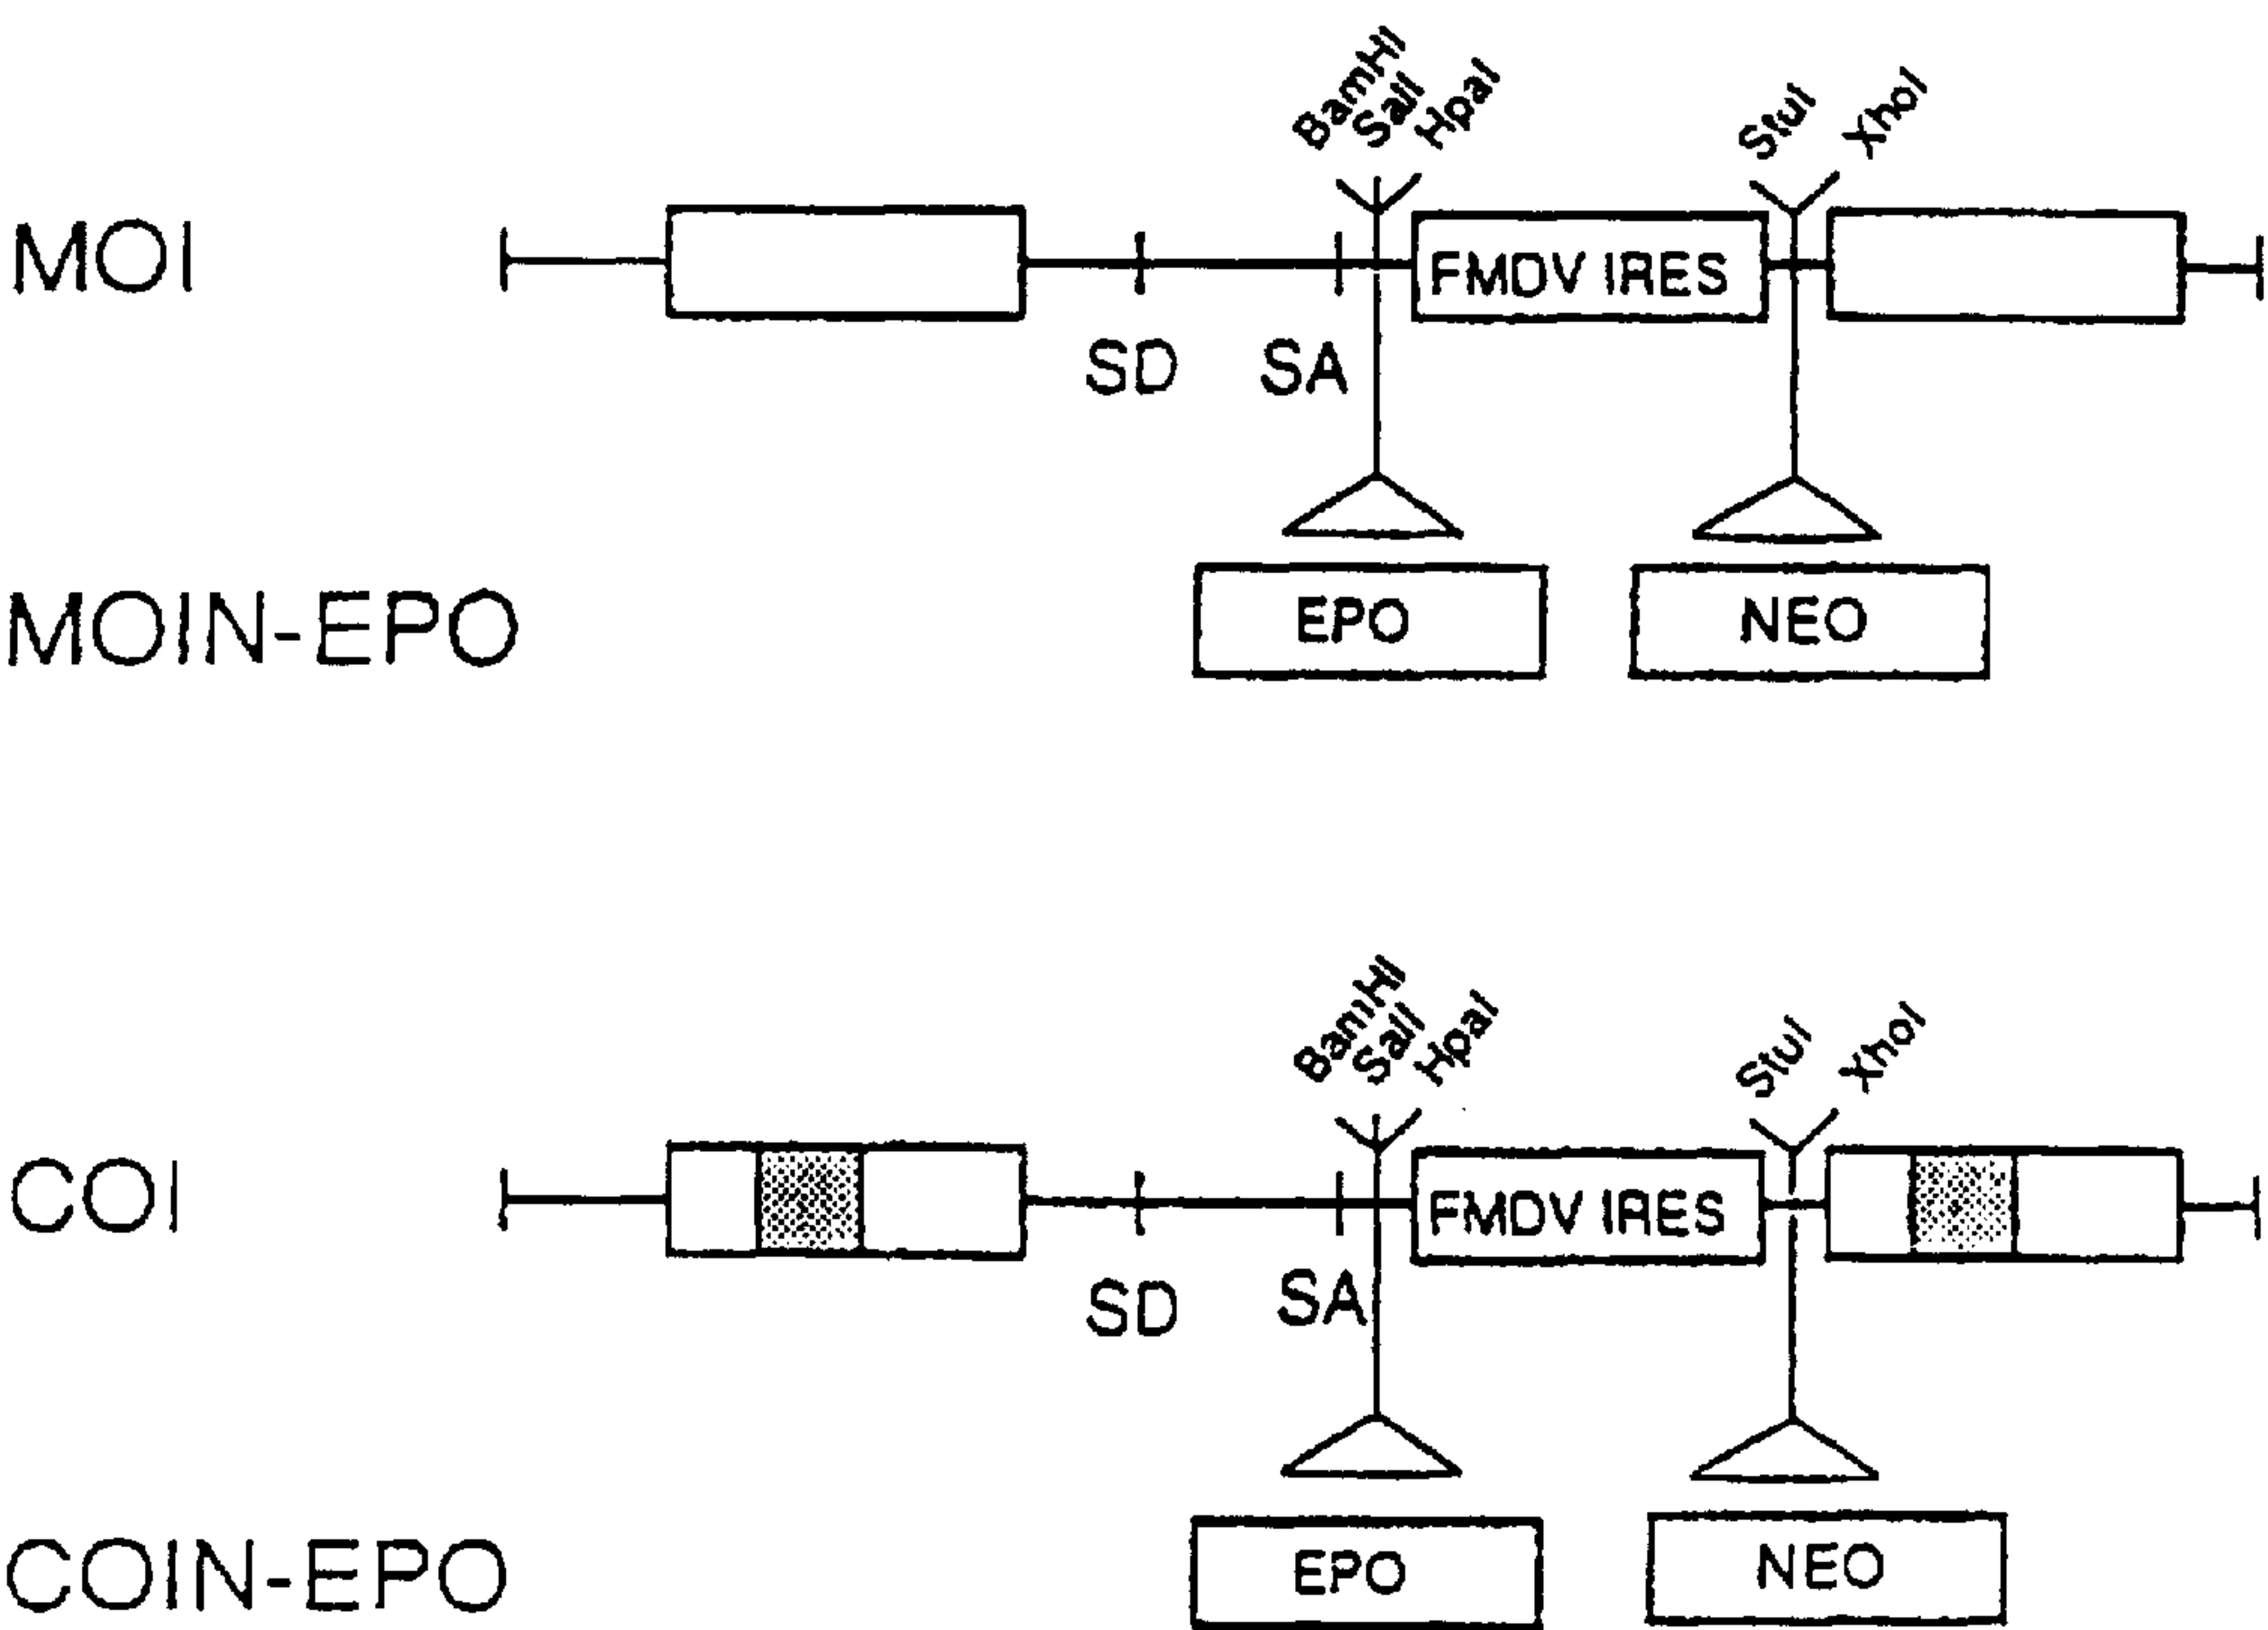 BamHI SalI HpaI StuI XhoI
MOI
FMDV IRES
SD SA
MOIN-EPO
EPO NEO
BamHI SalI HpaI StuI XhoI
COI
FMDV IRES
SD SA
COIN-EPO
EPO NEO